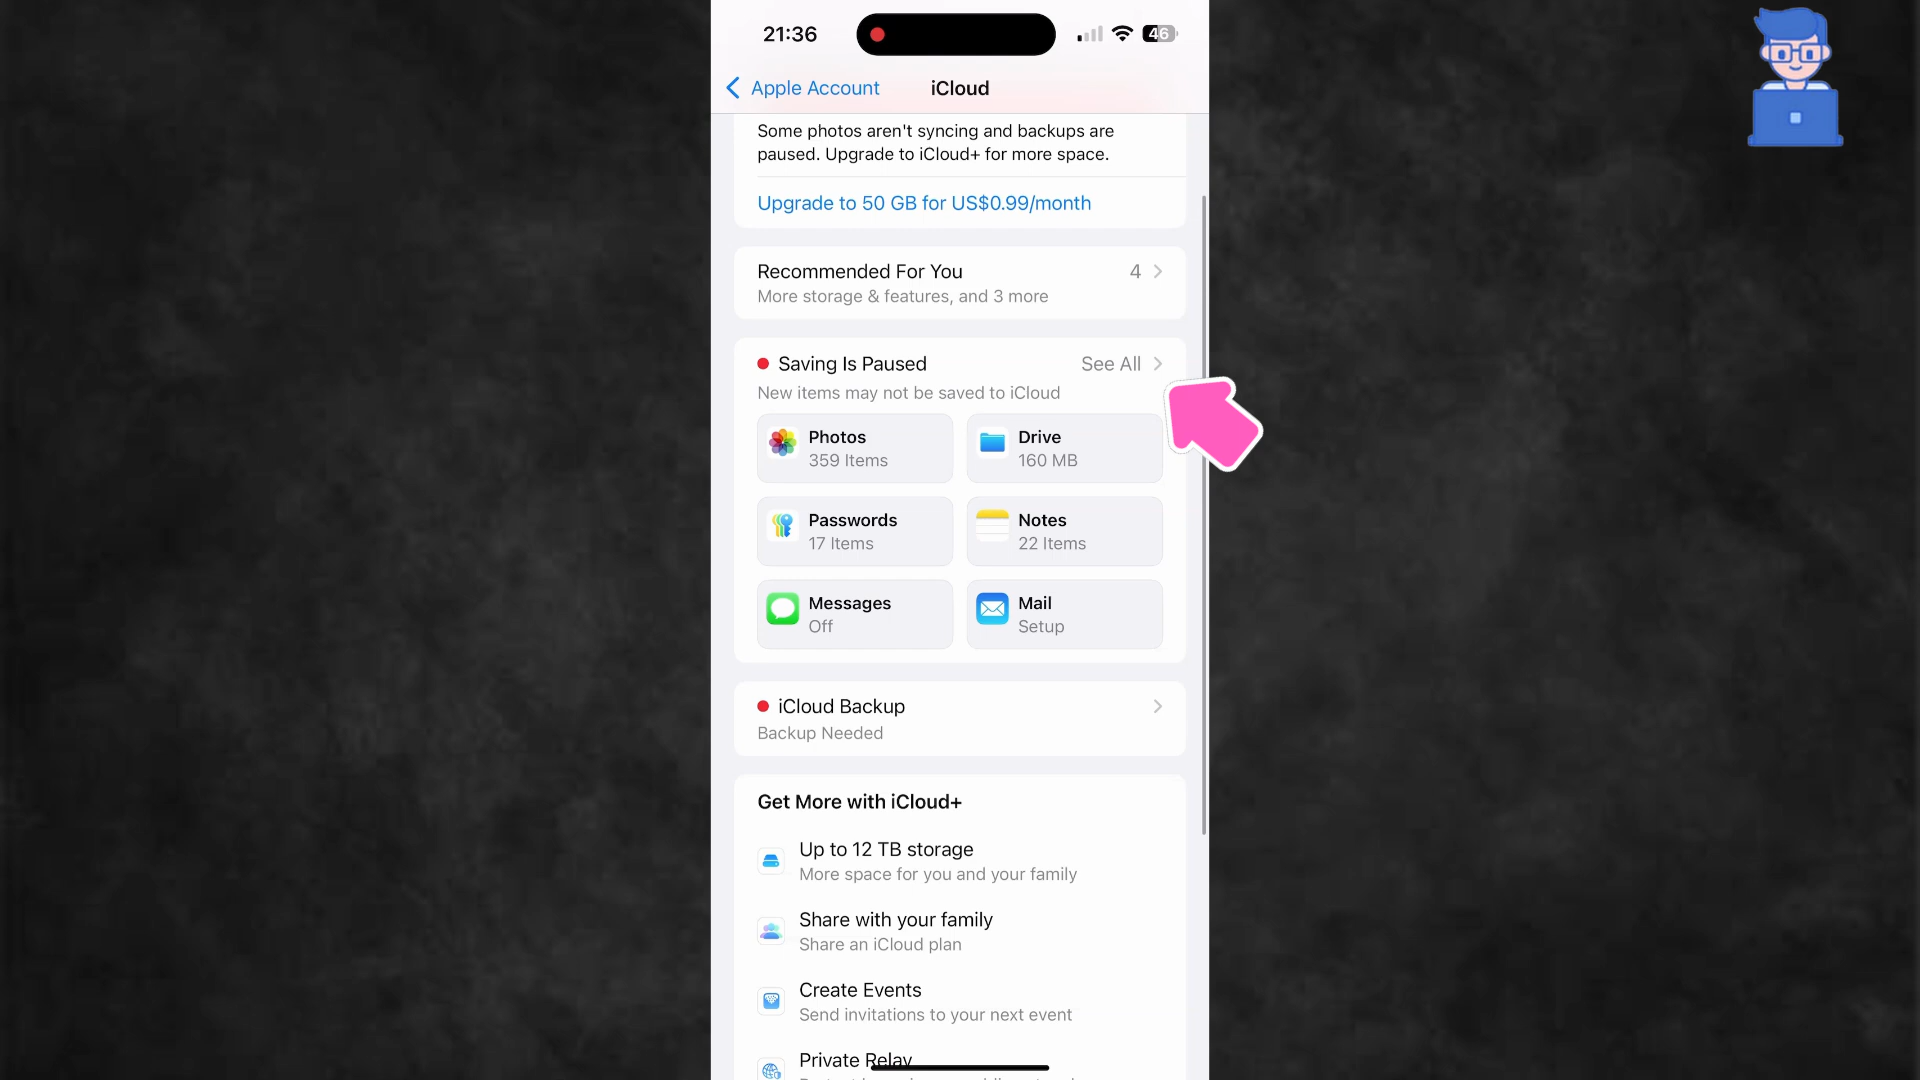 21:36
46
Apple Account
iCloud
Some photos aren't syncing and backups are
paused. Upgrade to iCloud+ for more space.
Upgrade to 50 GB for US$0.99/month
Recommended For You
4
More storage & features, and 3 more
Saving Is Paused
See All
New items may not be saved to iCloud
Photos
359 Items
Drive
160 MB
Passwords
17 Items
Notes
22 Items
Messages
Off
Mail
Setup
iCloud Backup
Backup Needed
Get More with iCloud+
Up to 12 TB storage
More space for you and your family
Share with your family
Share an iCloud plan
Create Events
Send invitations to your next event
Private Relay